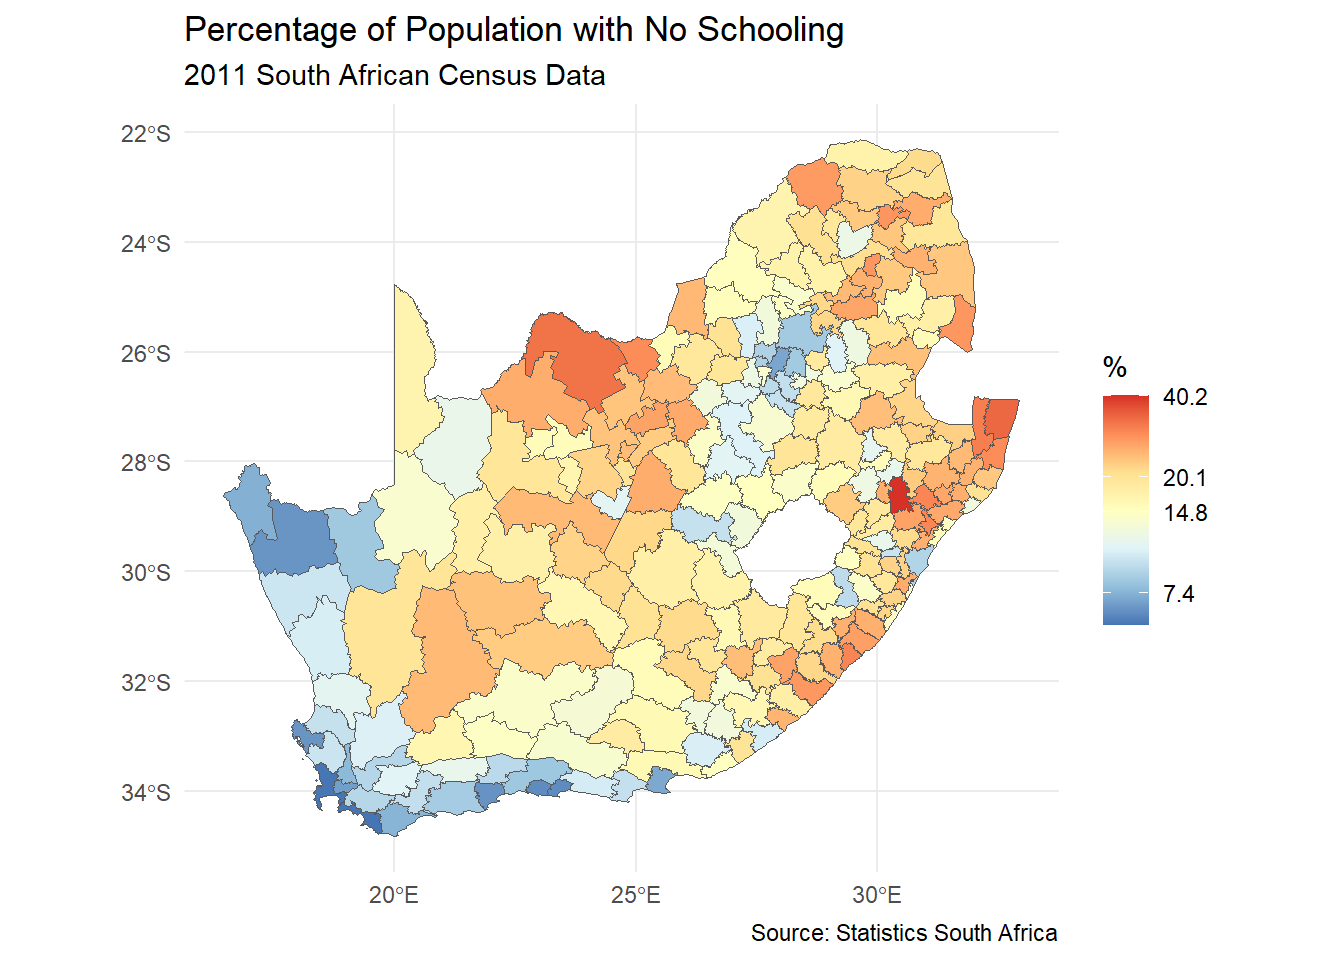 Percentage of Population with No Schooling
2011 South African Census Data
22°S
24°S
26°S
28°S
30°S
32°S
34°S
20°E
25°E
30°E
%
40.2
20.1
14.8
7.4
Source: Statistics South Africa